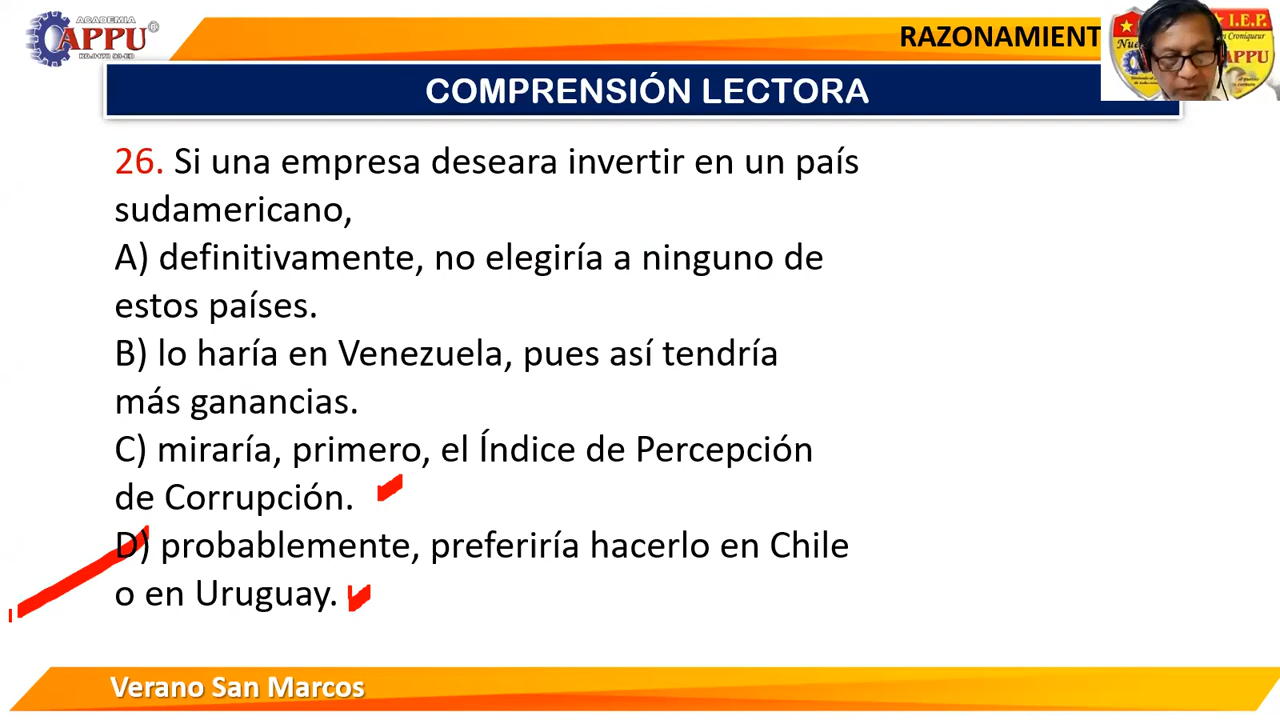 ACADEMIA
APPU®
RAZONAMIENT
I.E.P.
APPU
COMPRENSIÓN LECTORA
26. Si una empresa deseara invertir en un país
sudamericano,
A) definitivamente, no elegiría a ninguno de
estos países.
B) lo haría en Venezuela, pues así tendría
más ganancias.
C) miraría, primero, el Índice de Percepción
de Corrupción.
D) probablemente, preferiría hacerlo en Chile
o en Uruguay.
Verano San Marcos